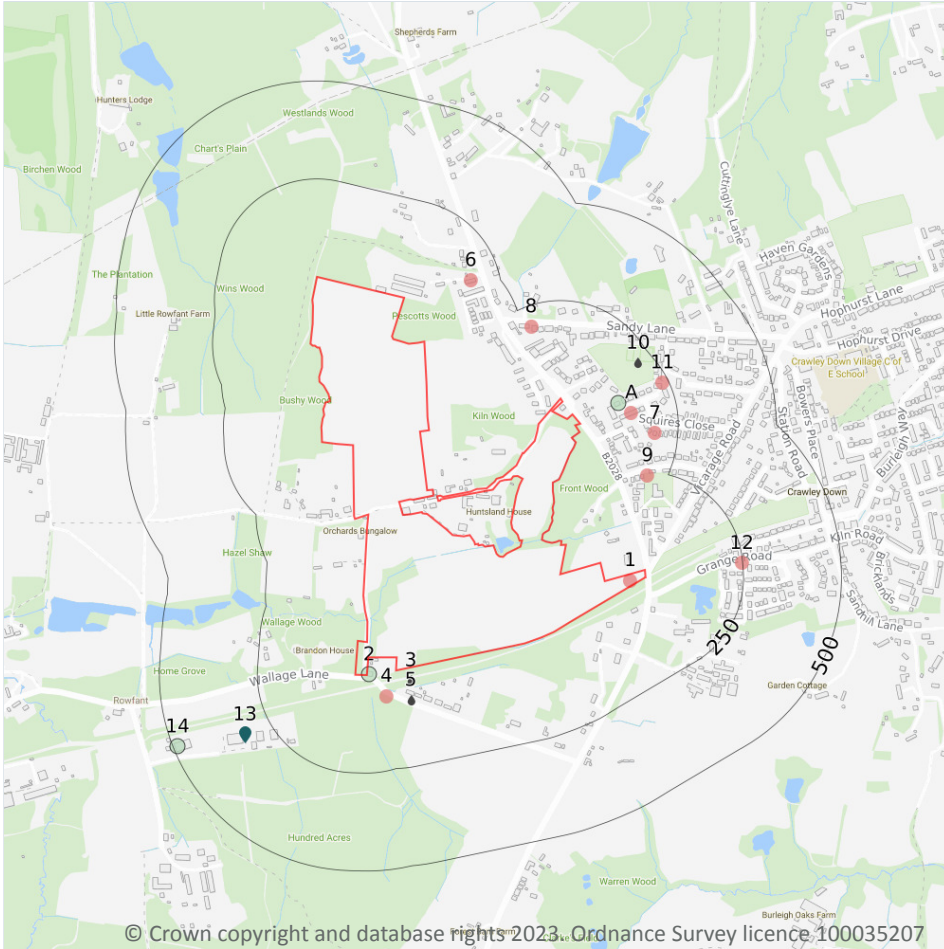 Shepherds Farm
Hunters Lodge
Westlands Wood
Chart's Plain
Birchen Wood
Cuttinglye Lane
Haven Gardens
The Plantation
6
Wins Wood
Hophurst Lane
Little Rowfant Farm
Pescotts Wood
8
Sandy Lane
Hophurst Drive
10
11
Crawley Down Village C of
E School
Bushy Wood
A
Kiln Wood
7
Squires Close
Bowers Place
Station Road
Burleigh Way
Vicarage Road
B2028
9
Front Wood
Crawley Down
Huntsland House
Orchards Bangalow
Kiln Road
12
Grange Road
Hazel Shaw
1
Bricklands
Sandhill Lane
Wallage Wood
250
500
Brandon House
2
3
Home Grove
Wallage Lane
4
5
Garden Cottage
Rowfant
14
13
Hundred Acres
Warren Wood
Burleigh Oaks Farm
© Crown copyright and database rights 2023. Ordnance Survey licence 100035207